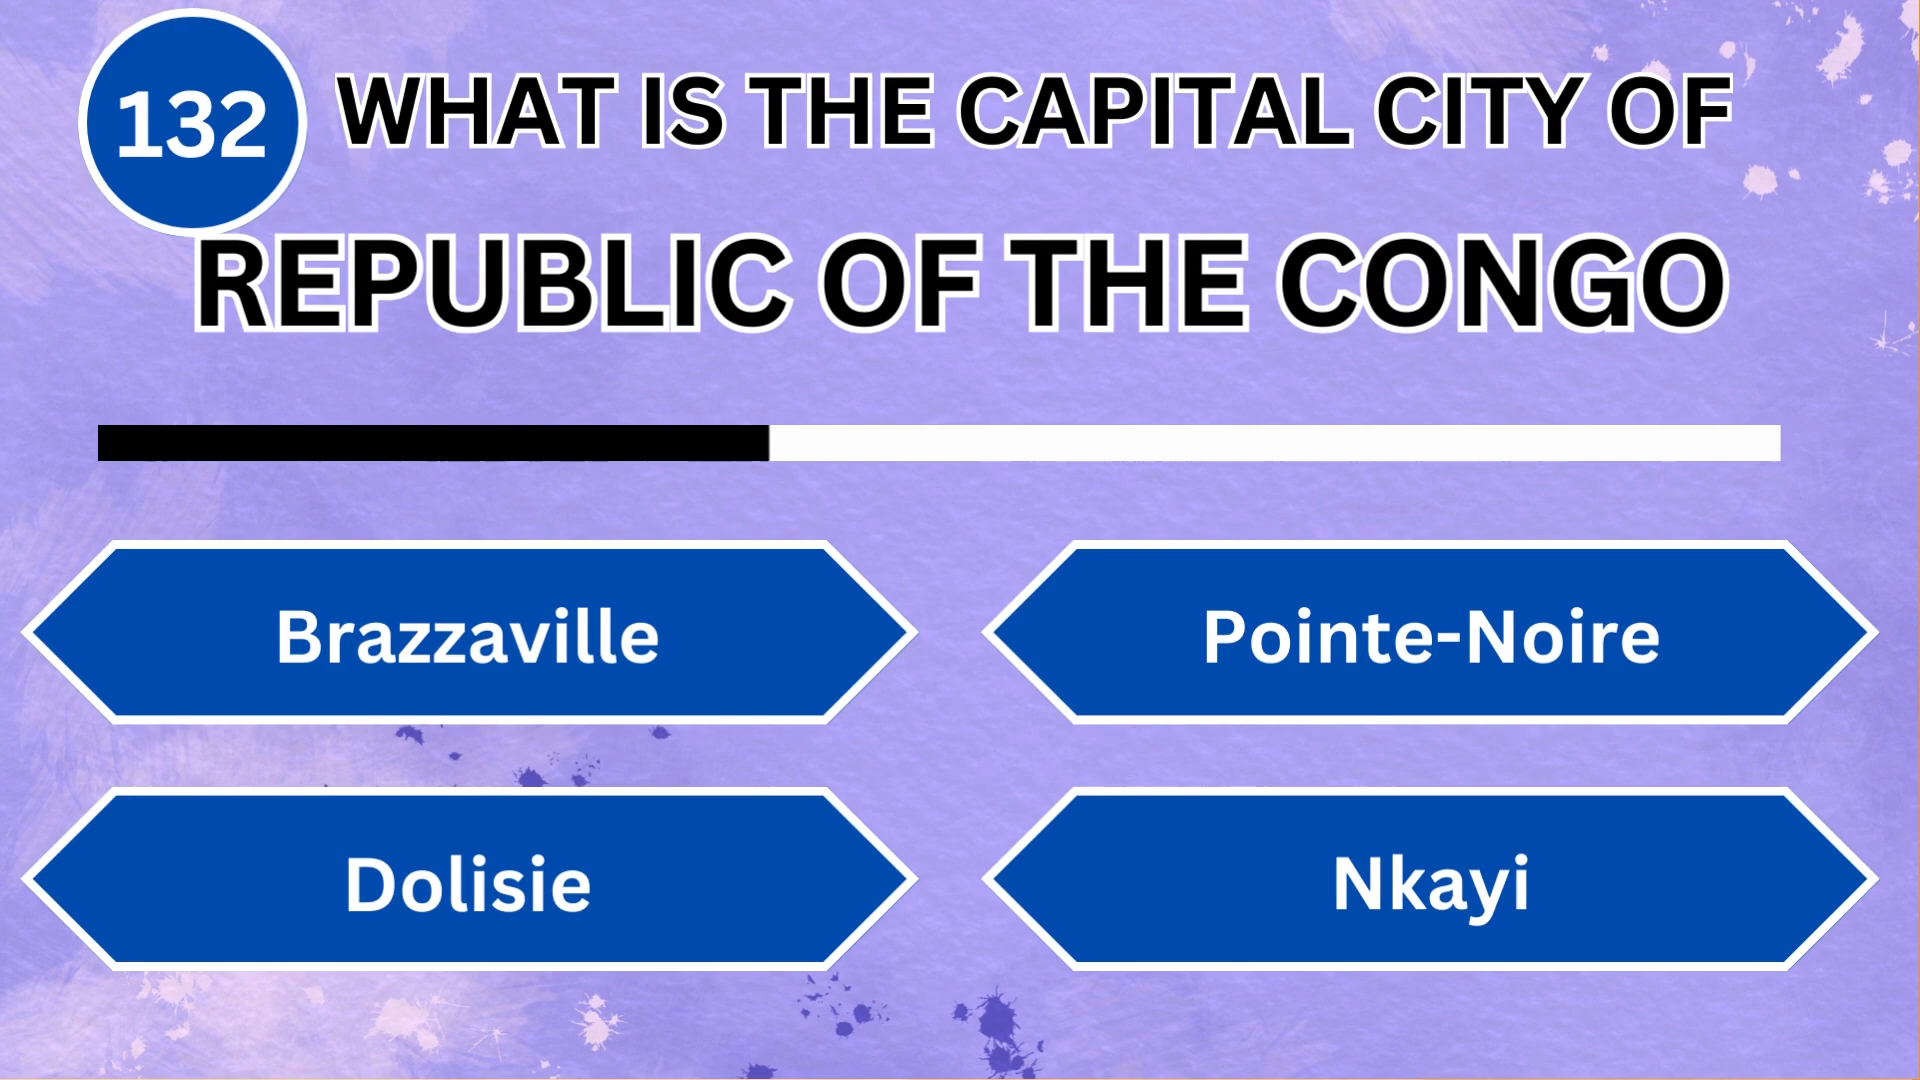 132
WHAT IS THE CAPITAL CITY OF
REPUBLIC OF THE CONGO
Brazzaville
Pointe-Noire
Dolisie
Nkayi